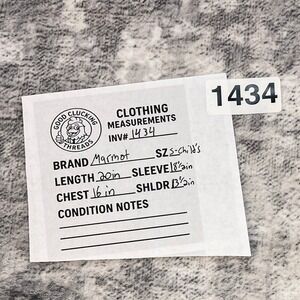 GOOD CLUCKING
THREADS
CLOTHING
MEASUREMENTS
INV# 1434
1434
BRAND Marmot SZ S-child's
LENGTH 20in SLEEVE 18½in
CHEST 16in SHLDR 13½in
CONDITION NOTES